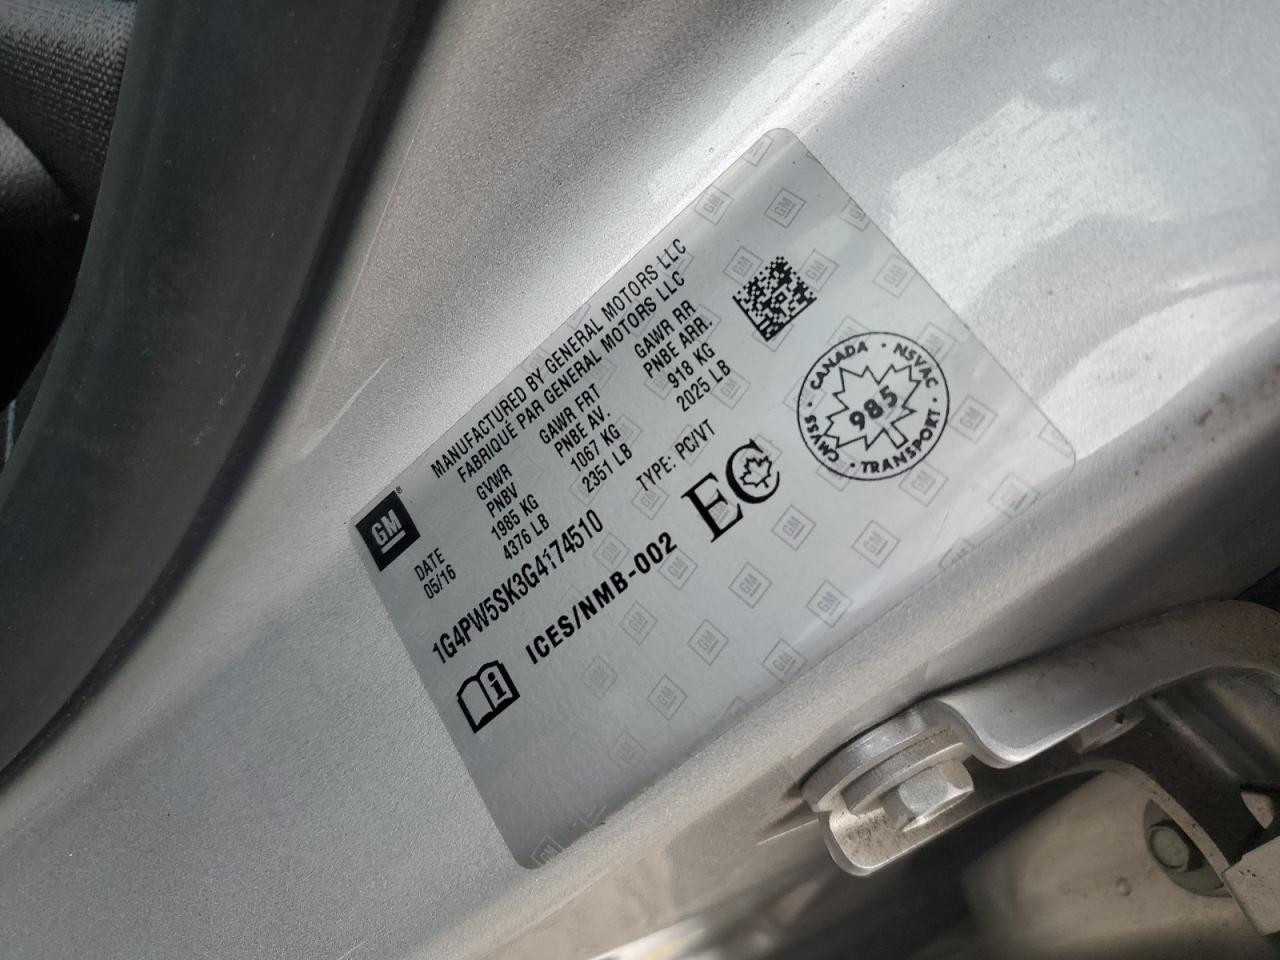 GM
MANUFACTURED BY GENERAL MOTORS LLC
FABRIQUÉ PAR GENERAL MOTORS LLC
DATE GVWR GAWR FRT GAWR RR
05/16 PNBV PNBE AV. PNBE ARR.
1985 KG 1067 KG 918 KG
4376 LB 2351 LB 2025 LB
1G4PW5SK3G4174510 TYPE: PC/VT
ICES/NMB-002 EC
CANADA · NSVAC · TRANSPORT · CMVSS
985